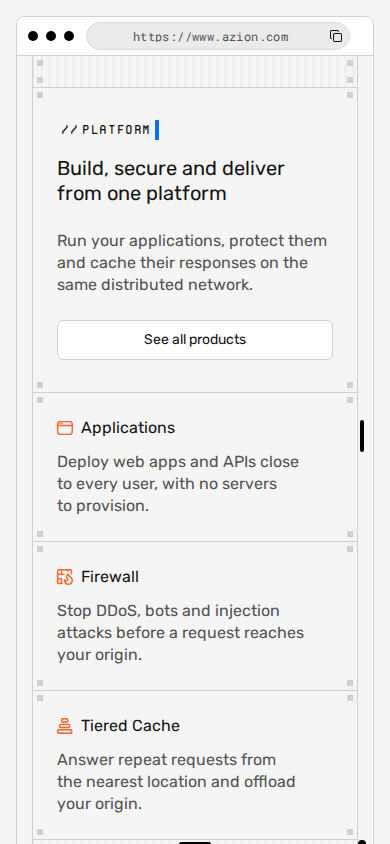 https://www.azion.com
// PLATFORM
Build, secure and deliver
from one platform
Run your applications, protect them
and cache their responses on the
same distributed network.
See all products
Applications
Deploy web apps and APIs close
to every user, with no servers
to provision.
Firewall
Stop DDoS, bots and injection
attacks before a request reaches
your origin.
Tiered Cache
Answer repeat requests from
the nearest location and offload
your origin.